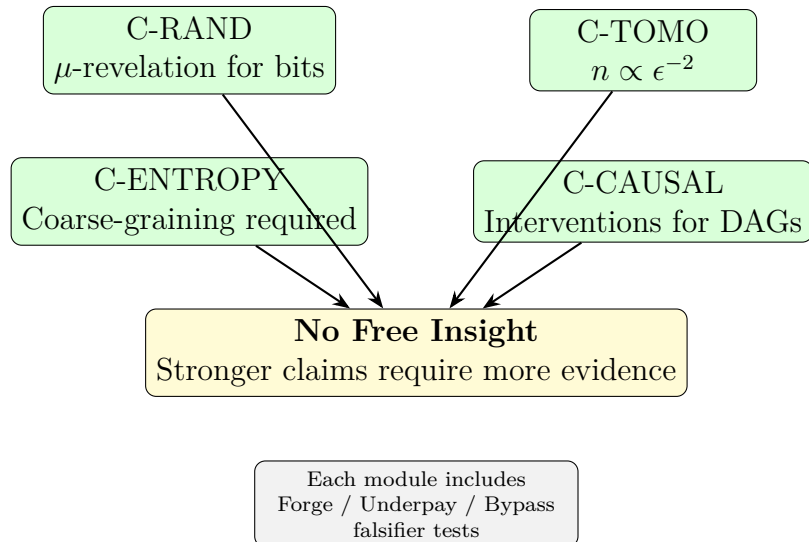 C-RAND
μ-revelation for bits
C-TOMO
n ∝ ϵ⁻²
C-ENTROPY
Coarse-graining required
C-CAUSAL
Interventions for DAGs
No Free Insight
Stronger claims require more evidence
Each module includes
Forge / Underpay / Bypass
falsifier tests